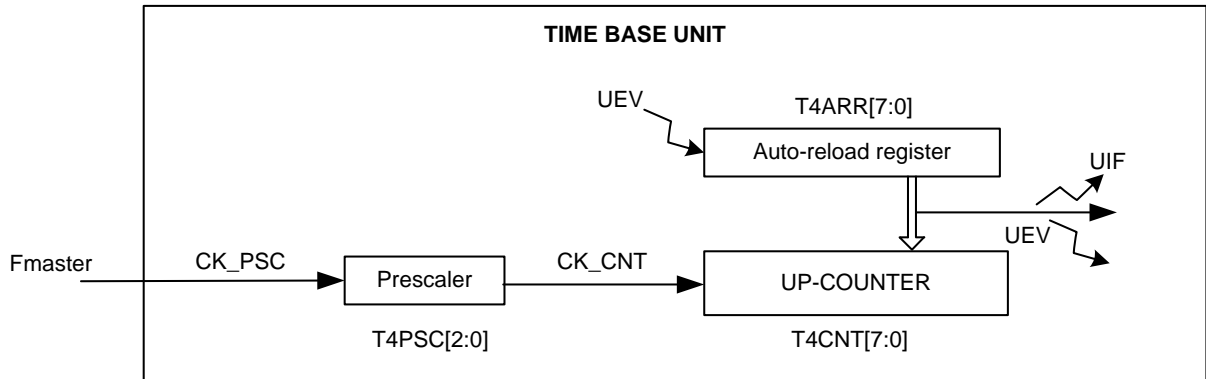 TIME BASE UNIT
UEV
T4ARR[7:0]
Auto-reload register
UIF
UEV
Fmaster
CK_PSC
Prescaler
CK_CNT
UP-COUNTER
T4PSC[2:0]
T4CNT[7:0]